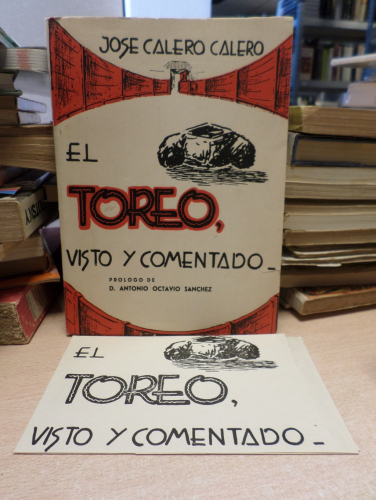 JOSE CALERO CALERO
EL
TOREO,
VISTO Y COMENTADO_
PROLOGO DE
D. ANTONIO OCTAVIO SANCHEZ
EL
TOREO,
VISTO Y COMENTADO_